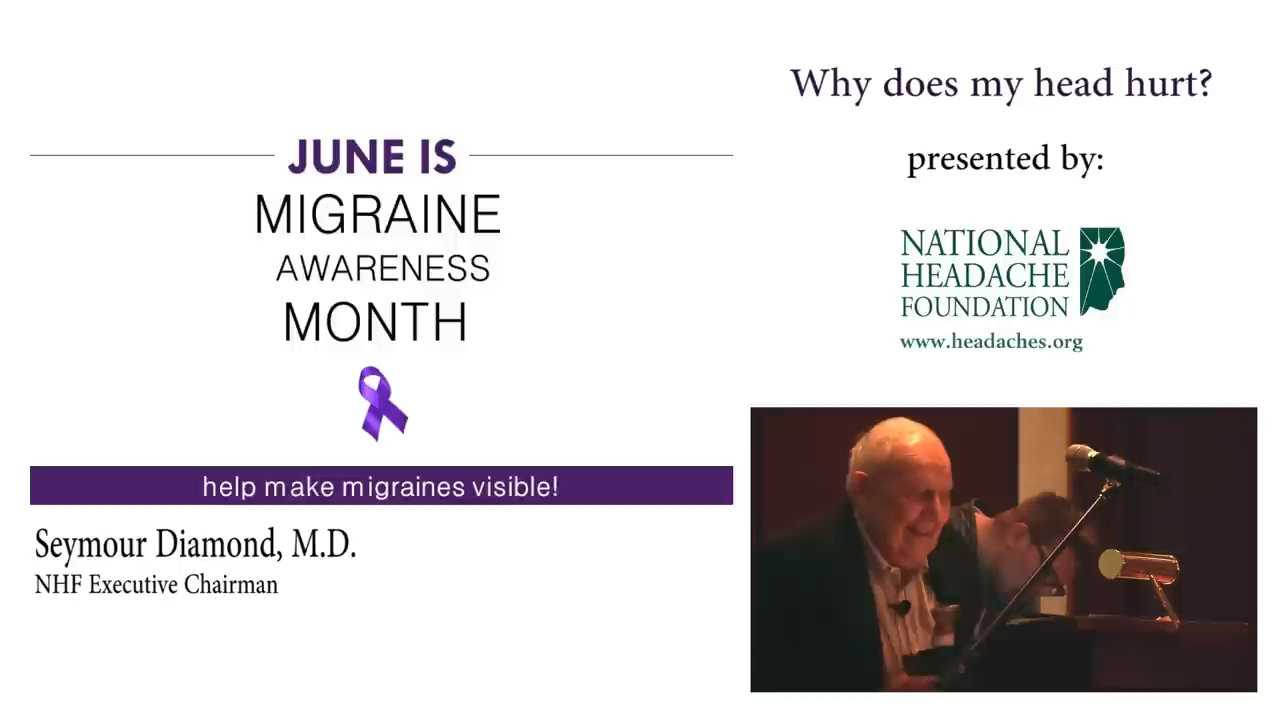 JUNE IS
MIGRAINE
AWARENESS
MONTH
help make migraines visible!
Seymour Diamond, M.D.
NHF Executive Chairman
Why does my head hurt?
presented by:
NATIONAL
HEADACHE
FOUNDATION
www.headaches.org